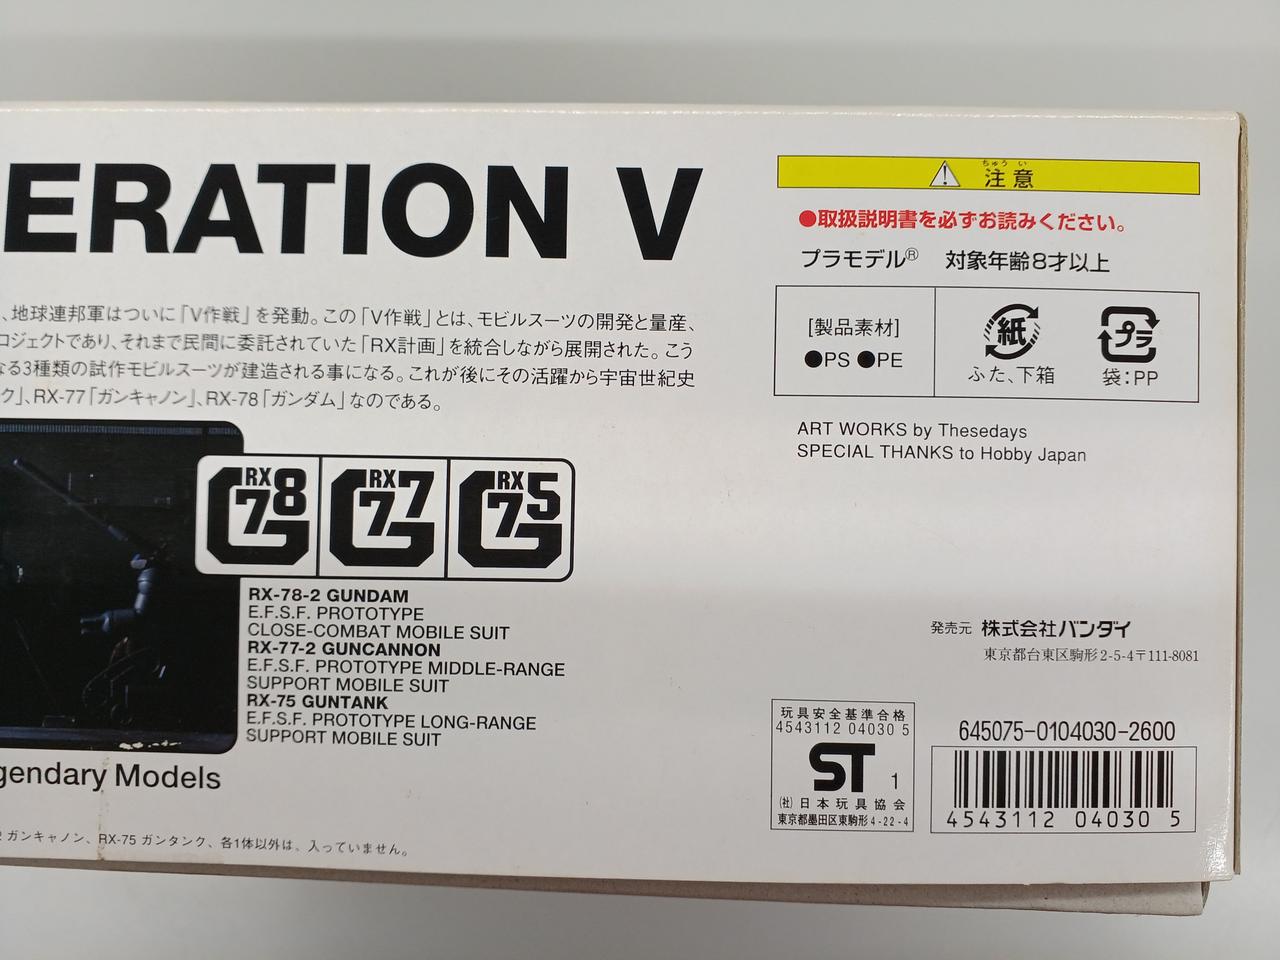 ERATION V
、地球連邦軍はついに「V作戦」を発動。この「V作戦」とは、モビルスーツの開発と量産、
ロジェクトであり、それまで民間に委託されていた「RX計画」を統合しながら展開された。こう
なる3種類の試作モビルスーツが建造される事になる。これが後にその活躍から宇宙世紀史
ク」、RX-77「ガンキャノン」、RX-78「ガンダム」なのである。
RX 78 G
RX 77 G
RX 75 G
RX-78-2 GUNDAM
E.F.S.F. PROTOTYPE
CLOSE-COMBAT MOBILE SUIT
RX-77-2 GUNCANNON
E.F.S.F. PROTOTYPE MIDDLE-RANGE
SUPPORT MOBILE SUIT
RX-75 GUNTANK
E.F.S.F. PROTOTYPE LONG-RANGE
SUPPORT MOBILE SUIT
gendary Models
2 ガンキャノン、RX-75 ガンタンク、各1体以外は、入っていません。
ちゅうい
注意
●取扱説明書を必ずお読みください。
プラモデル® 対象年齢8才以上
[製品素材]
●PS ●PE
紙
ふた、下箱
プラ
袋:PP
ART WORKS by Thesedays
SPECIAL THANKS to Hobby Japan
発売元 株式会社バンダイ
東京都台東区駒形2-5-4〒111-8081
玩具安全基準合格
4543112 04030 5
ST 1
(社)日本玩具協会
東京都墨田区東駒形4-22-4
645075-0104030-2600
4543112 04030 5